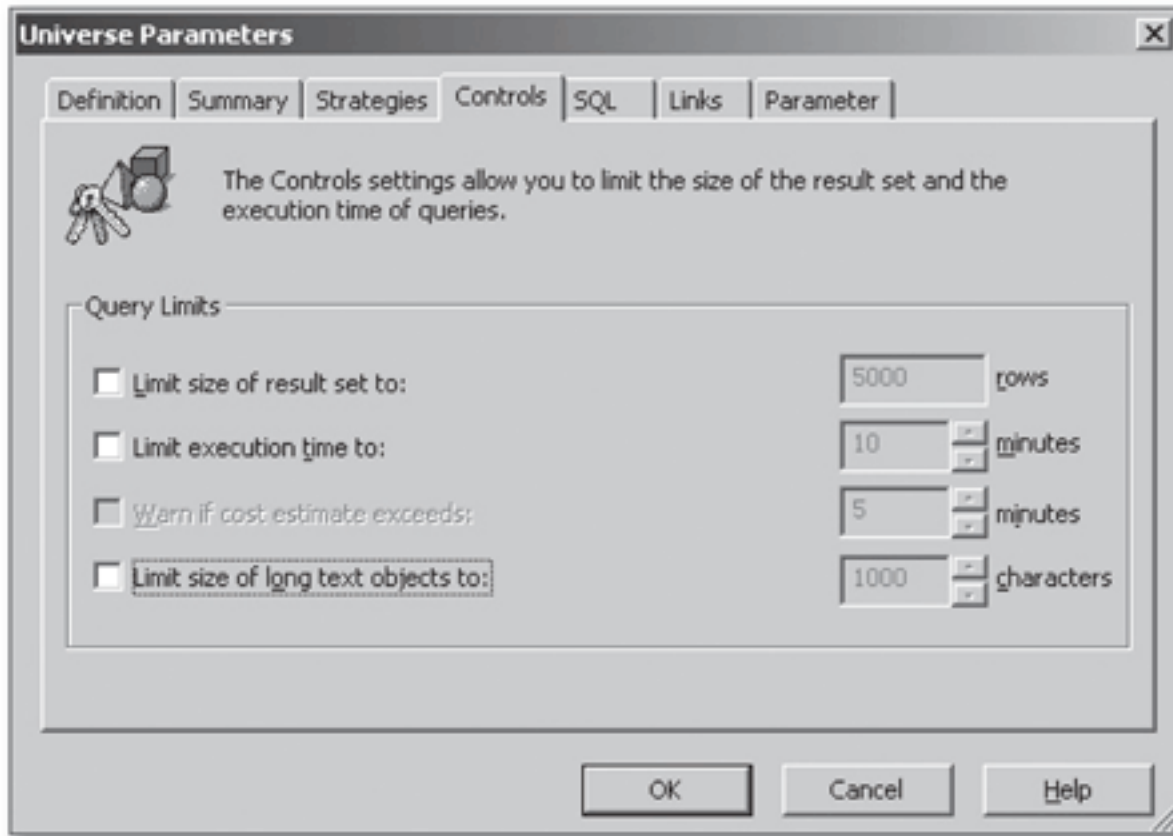 Universe Parameters
Definition Summary Strategies Controls SQL Links Parameter
The Controls settings allow you to limit the size of the result set and the
execution time of queries.
Query Limits
Limit size of result set to: 5000 rows
Limit execution time to: 10 minutes
Warn if cost estimate exceeds: 5 minutes
Limit size of long text objects to: 1000 characters
OK Cancel Help